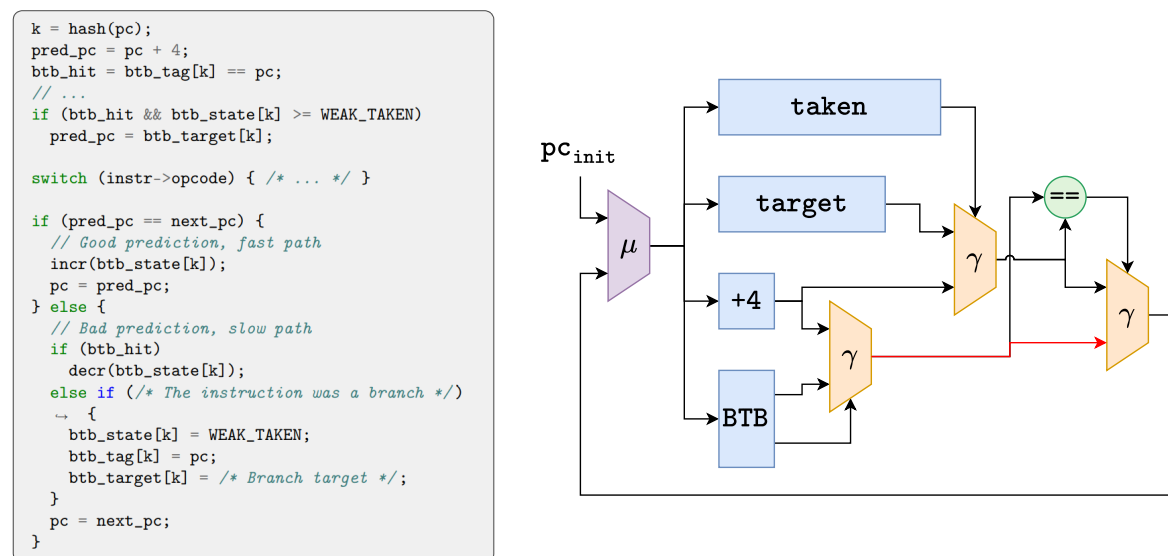 k = hash(pc);
pred_pc = pc + 4;
btb_hit = btb_tag[k] == pc;
// ...
if (btb_hit && btb_state[k] >= WEAK_TAKEN)
  pred_pc = btb_target[k];
switch (instr->opcode) { /* ... */ }
if (pred_pc == next_pc) {
  // Good prediction, fast path
  incr(btb_state[k]);
  pc = pred_pc;
} else {
  // Bad prediction, slow path
  if (btb_hit)
    decr(btb_state[k]);
  else if (/* The instruction was a branch */)
  ↪ {
    btb_state[k] = WEAK_TAKEN;
    btb_tag[k] = pc;
    btb_target[k] = /* Branch target */;
  }
  pc = next_pc;
}
pc_init
μ
taken
target
+4
BTB
γ
γ
==
γ